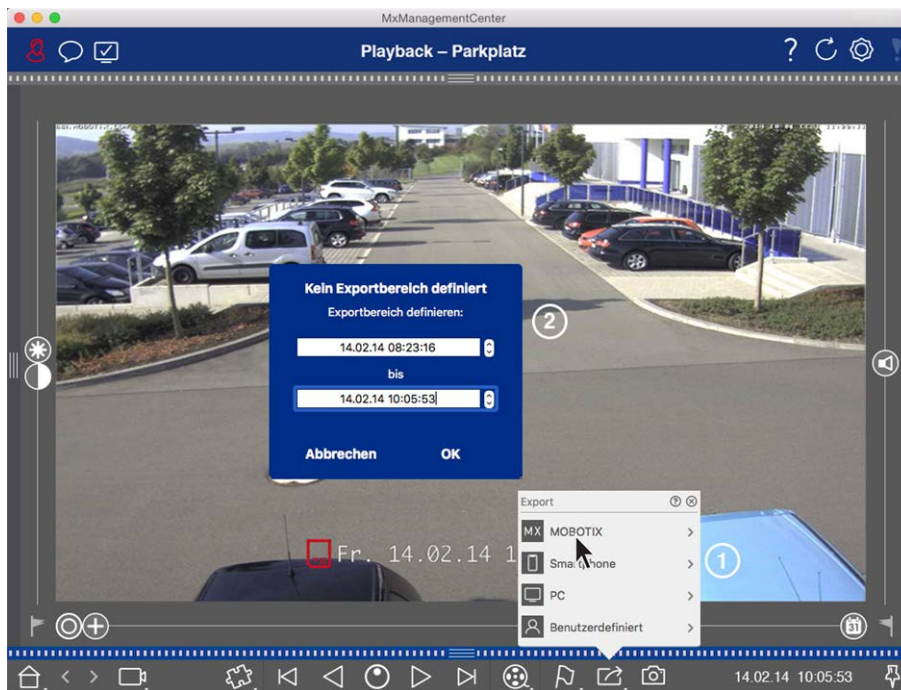 MxManagementCenter
Playback – Parkplatz
?
Kein Exportbereich definiert
Exportbereich definieren:
14.02.14 08:23:16
bis
14.02.14 10:05:53
Abbrechen OK
2
Export ?
MX MOBOTIX
Smartphone
PC
Benutzerdefiniert
1
Fr. 14.02.14 1
31
14.02.14 10:05:53